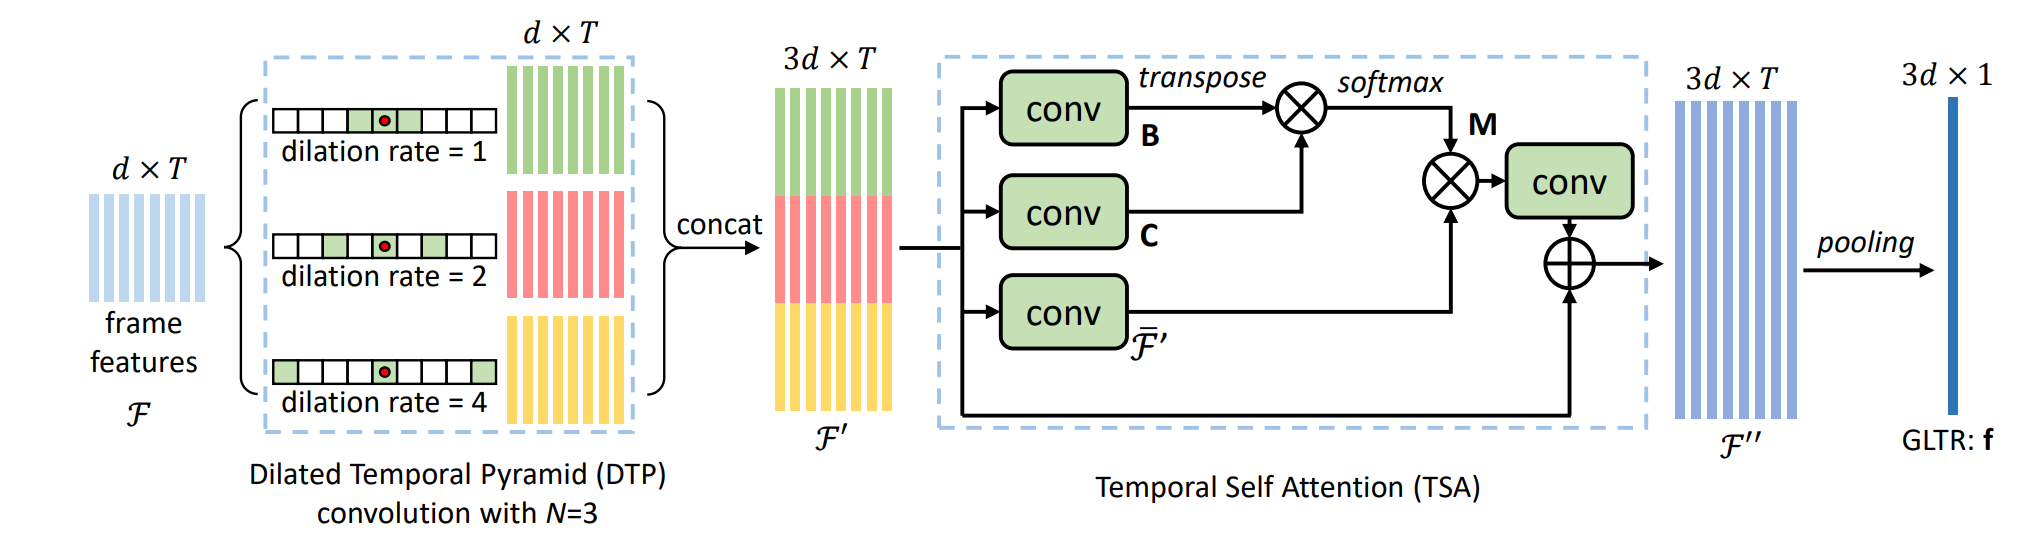 d × T
frame
features
ℱ
d × T
dilation rate = 1
dilation rate = 2
dilation rate = 4
Dilated Temporal Pyramid (DTP)
convolution with N=3
concat
3d × T
ℱ′
conv
transpose
B
softmax
M
conv
C
conv
conv
ℱ̿′
Temporal Self Attention (TSA)
3d × T
ℱ′′
pooling
3d × 1
GLTR: f